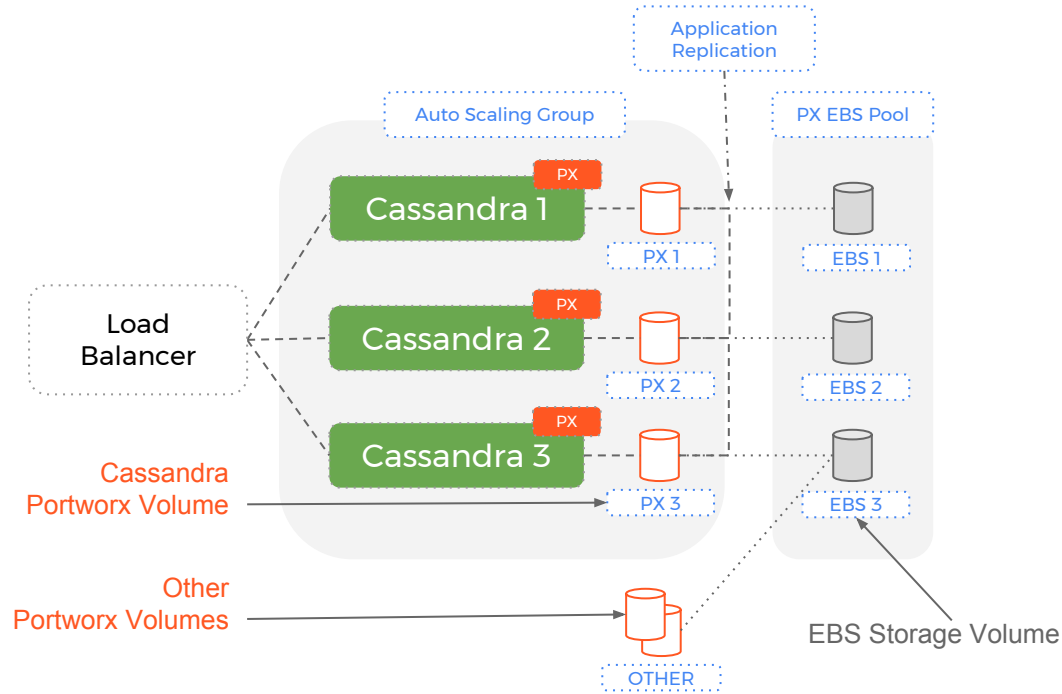 Application
Replication
Auto Scaling Group
PX EBS Pool
PX
Cassandra 1
PX 1
EBS 1
PX
Load
Balancer
Cassandra 2
PX 2
EBS 2
PX
Cassandra 3
Cassandra
Portworx Volume
PX 3
EBS 3
Other
Portworx Volumes
EBS Storage Volume
OTHER